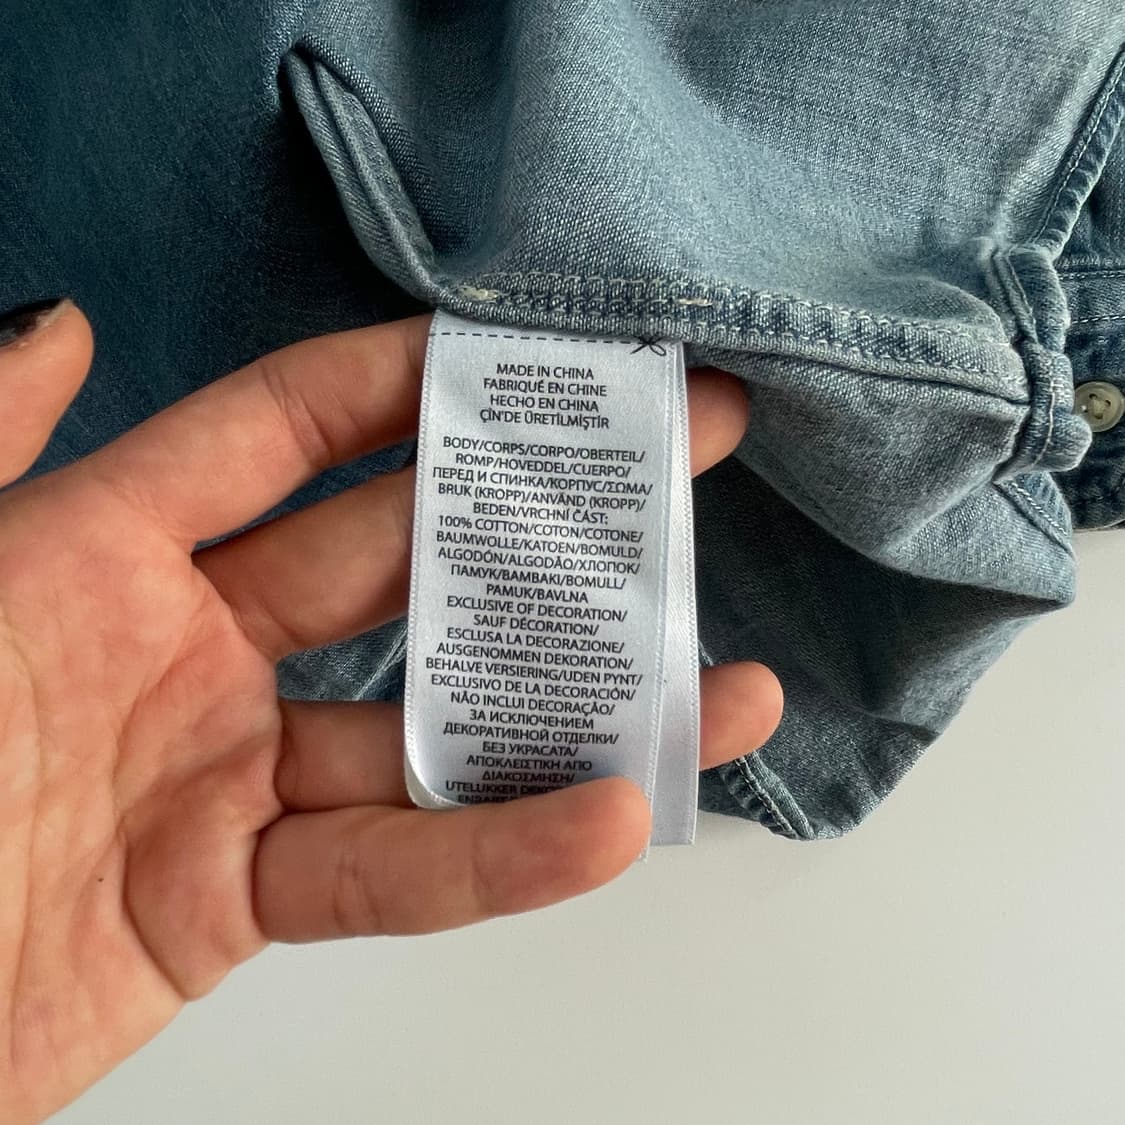 MADE IN CHINA
FABRIQUÉ EN CHINE
HECHO EN CHINA
ÇİN'DE ÜRETİLMİŞTİR
BODY/CORPS/CORPO/OBERTEIL/
ROMP/HOVEDDEL/CUERPO/
ПЕРЕД И СПИНКА/КОРПУС/ΣΩΜΑ/
BRUK (KROPP)/ANVÄND (KROPP)/
BEDEN/VRCHNÍ ČÁST:
100% COTTON/COTON/COTONE/
BAUMWOLLE/KATOEN/BOMULD/
ALGODÓN/ALGODÃO/ХЛОПОК/
ПАМУК/BAMBAKI/BOMULL/
PAMUK/BAVLNA
EXCLUSIVE OF DECORATION/
SAUF DÉCORATION/
ESCLUSA LA DECORAZIONE/
AUSGENOMMEN DEKORATION/
BEHALVE VERSIERING/UDEN PYNT/
EXCLUSIVO DE LA DECORACIÓN/
NÃO INCLUI DECORAÇÃO/
ЗА ИСКЛЮЧЕНИЕМ
ДЕКОРАТИВНОЙ ОТДЕЛКИ/
БЕЗ УКРАСАТА/
ΑΠΟΚΛΕΙΣΤΙΚΗ ΑΠΟ
ΔΙΑΚΟΣΜΗΣΗ/
UTELUKKER